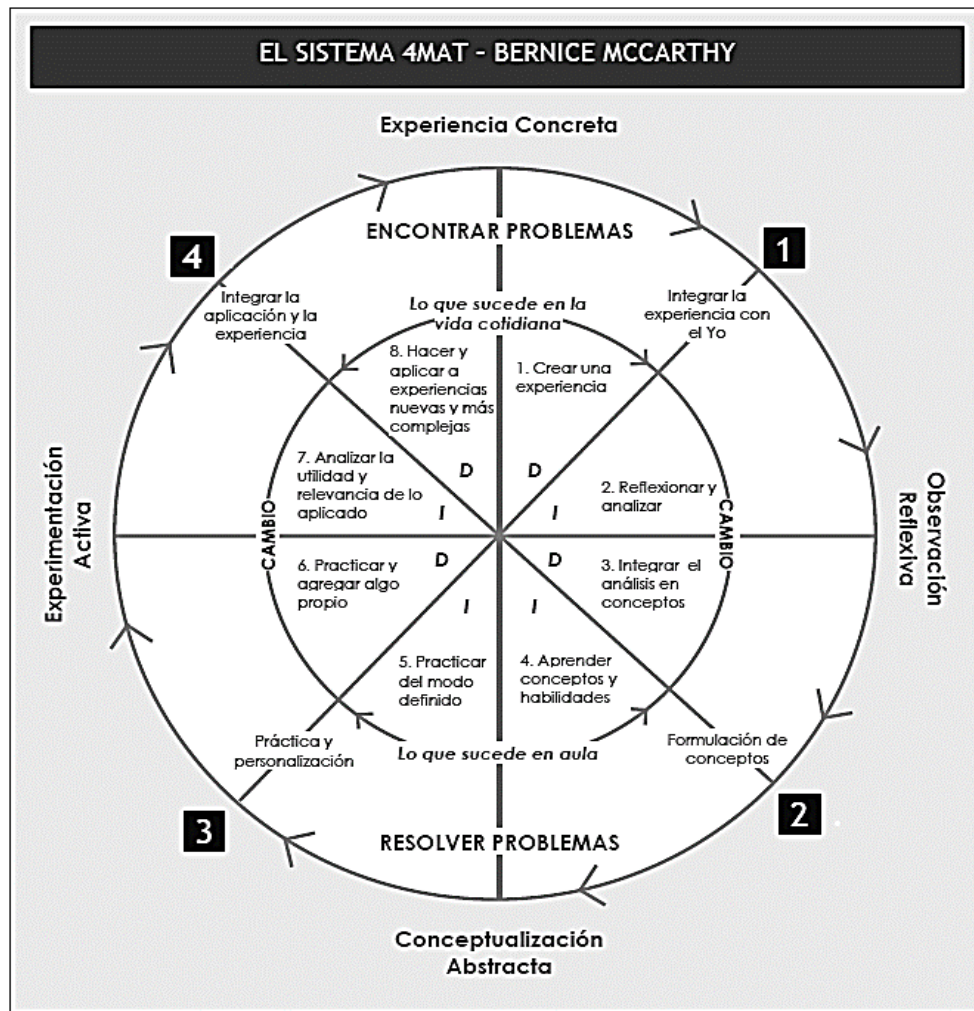 EL SISTEMA 4MAT - BERNICE MCCARTHY
Experiencia Concreta
ENCONTRAR PROBLEMAS
4
1
Integrar la
aplicación y la
experiencia
Integrar la
experiencia con
el Yo
Lo que sucede en la
vida cotidiana
8. Hacer y
aplicar a
experiencias
nuevas y más
complejas
1. Crear una
experiencia
7. Analizar la
utilidad y
relevancia de lo
aplicado
D
D
I
I
2. Reflexionar y
analizar
Experimentación
Activa
CAMBIO
CAMBIO
Observación
Reflexiva
6. Practicar y
agregar algo
propio
D
D
I
I
3. Integrar el
análisis en
conceptos
5. Practicar
del modo
definido
4. Aprender
conceptos y
habilidades
Práctica y
personalización
Lo que sucede en aula
Formulación de
conceptos
3
2
RESOLVER PROBLEMAS
Conceptualización
Abstracta